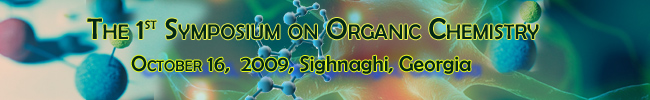 The 1st Symposium on Organic Chemistry
October 16, 2009, Sighnaghi, Georgia